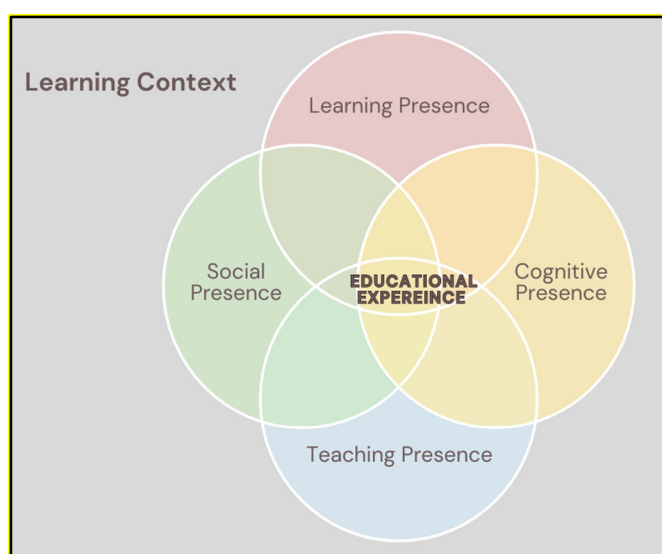 Learning Context
Learning Presence
Social
Presence
EDUCATIONAL
EXPEREINCE
Cognitive
Presence
Teaching Presence